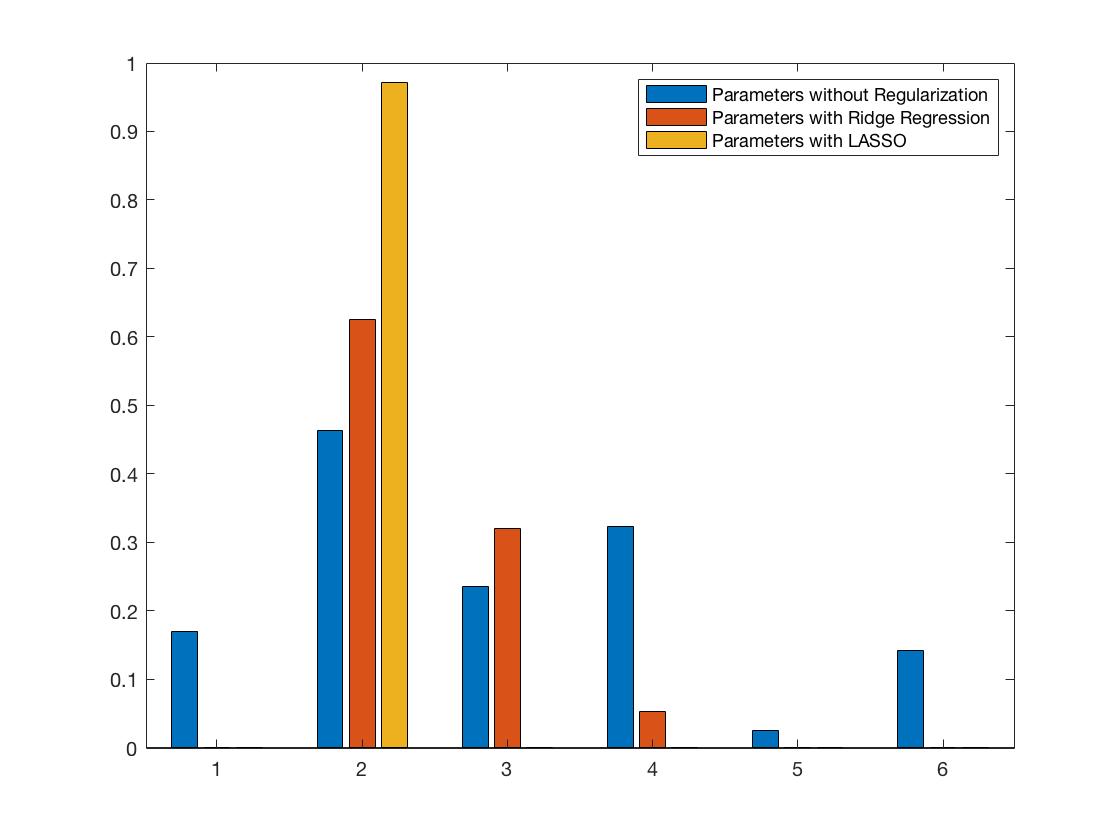 1
0.9
0.8
0.7
0.6
0.5
0.4
0.3
0.2
0.1
0
Parameters without Regularization
Parameters with Ridge Regression
Parameters with LASSO
1 2 3 4 5 6